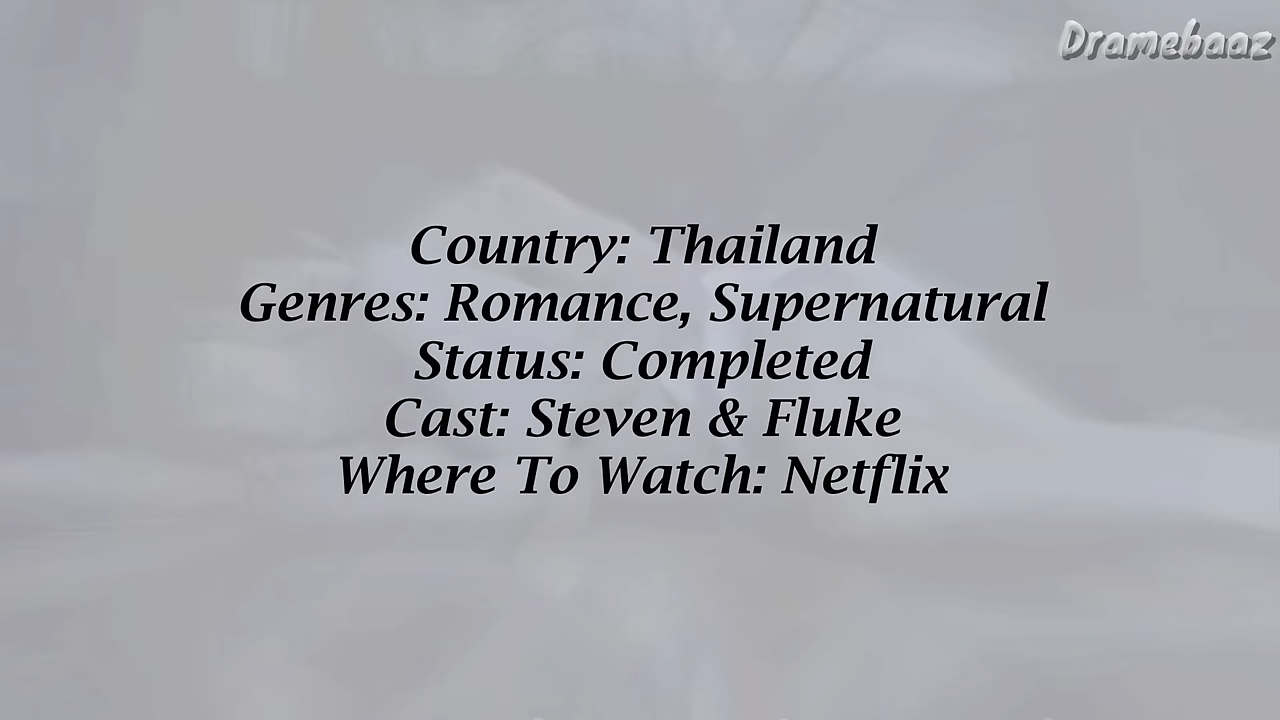 Dramebaaz
Country: Thailand
Genres: Romance, Supernatural
Status: Completed
Cast: Steven & Fluke
Where To Watch: Netflix